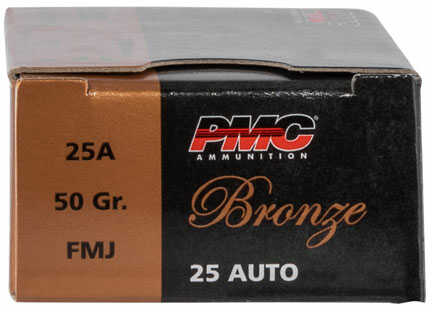 25A
50 Gr.
FMJ
PMC
AMMUNITION
Bronze
25 AUTO